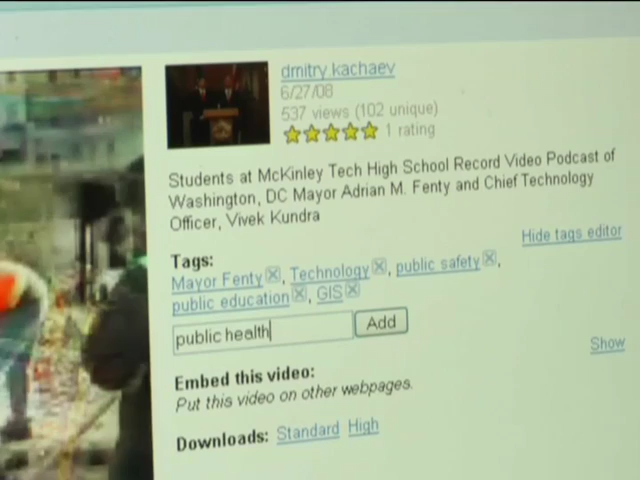 dmitry kachaev
6/27/08
537 views (102 unique)
1 rating
Students at McKinley Tech High School Record Video Podcast of
Washington, DC Mayor Adrian M. Fenty and Chief Technology
Officer, Vivek Kundra
Hide tags editor
Tags:
Mayor Fenty, Technology, public safety,
public education, GIS
public health Add
Show
Embed this video:
Put this video on other webpages.
Downloads: Standard High